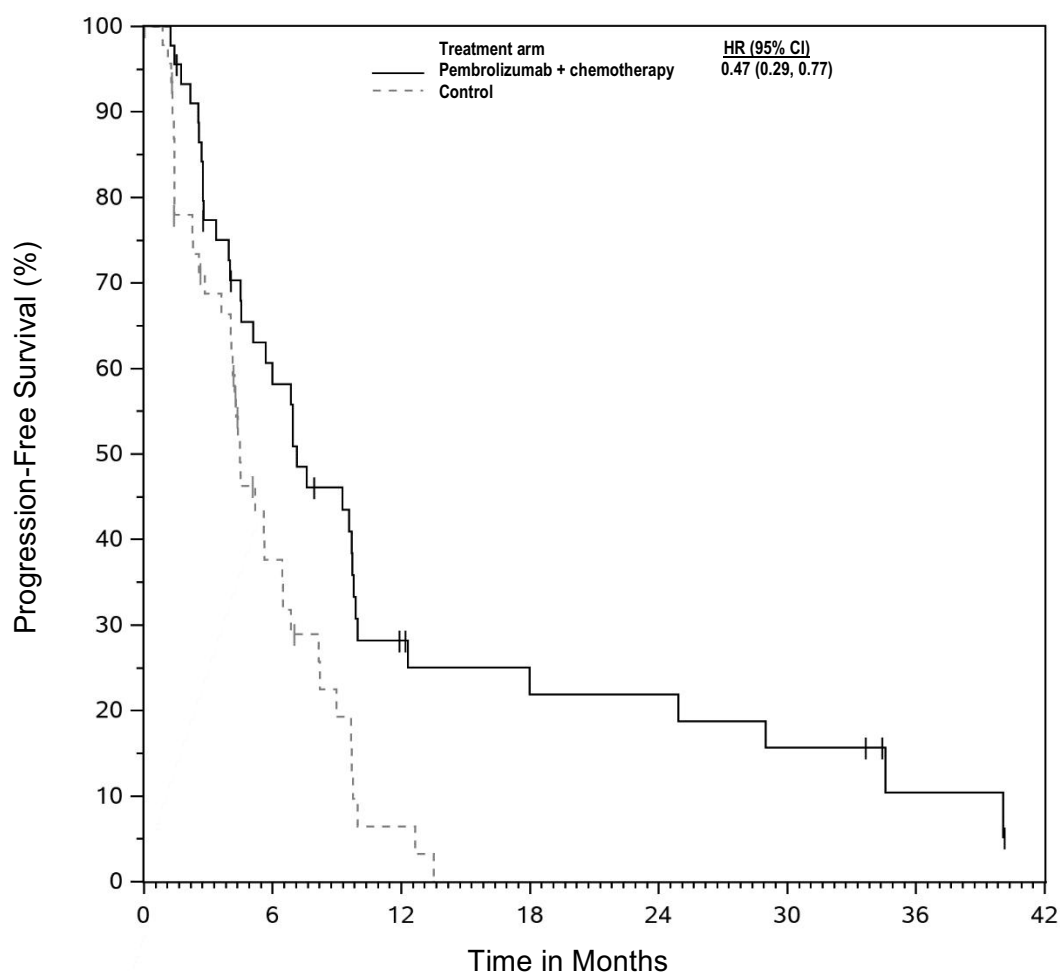 Treatment arm HR (95% CI)
Pembrolizumab + chemotherapy 0.47 (0.29, 0.77)
Control
Progression-Free Survival (%)
100
90
80
70
60
50
40
30
20
10
0
0 6 12 18 24 30 36 42
Time in Months